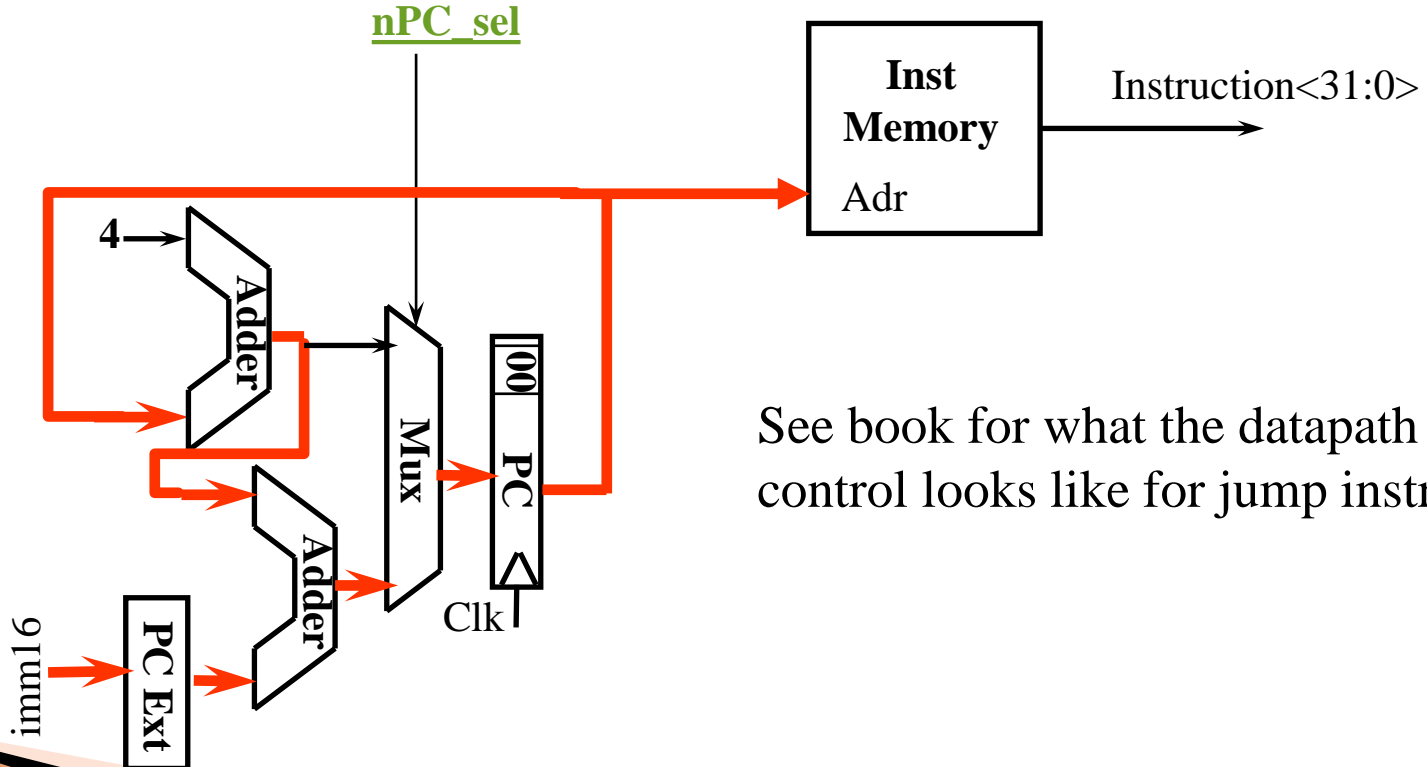 nPC_sel
Inst
Memory
Adr
Instruction<31:0>
4
Adder
Mux
00
PC
Clk
Adder
imm16
PC Ext
See book for what the datapath
control looks like for jump instr